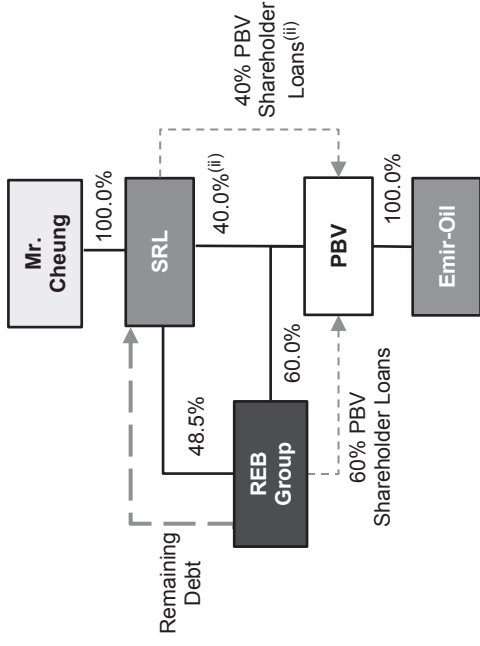 Mr.
Cheung
100.0%
SRL
40.0%(ii)
40% PBV
Shareholder
Loans(ii)
48.5%
Remaining
Debt
REB
Group
60.0%
60% PBV
Shareholder Loans
PBV
100.0%
Emir-Oil